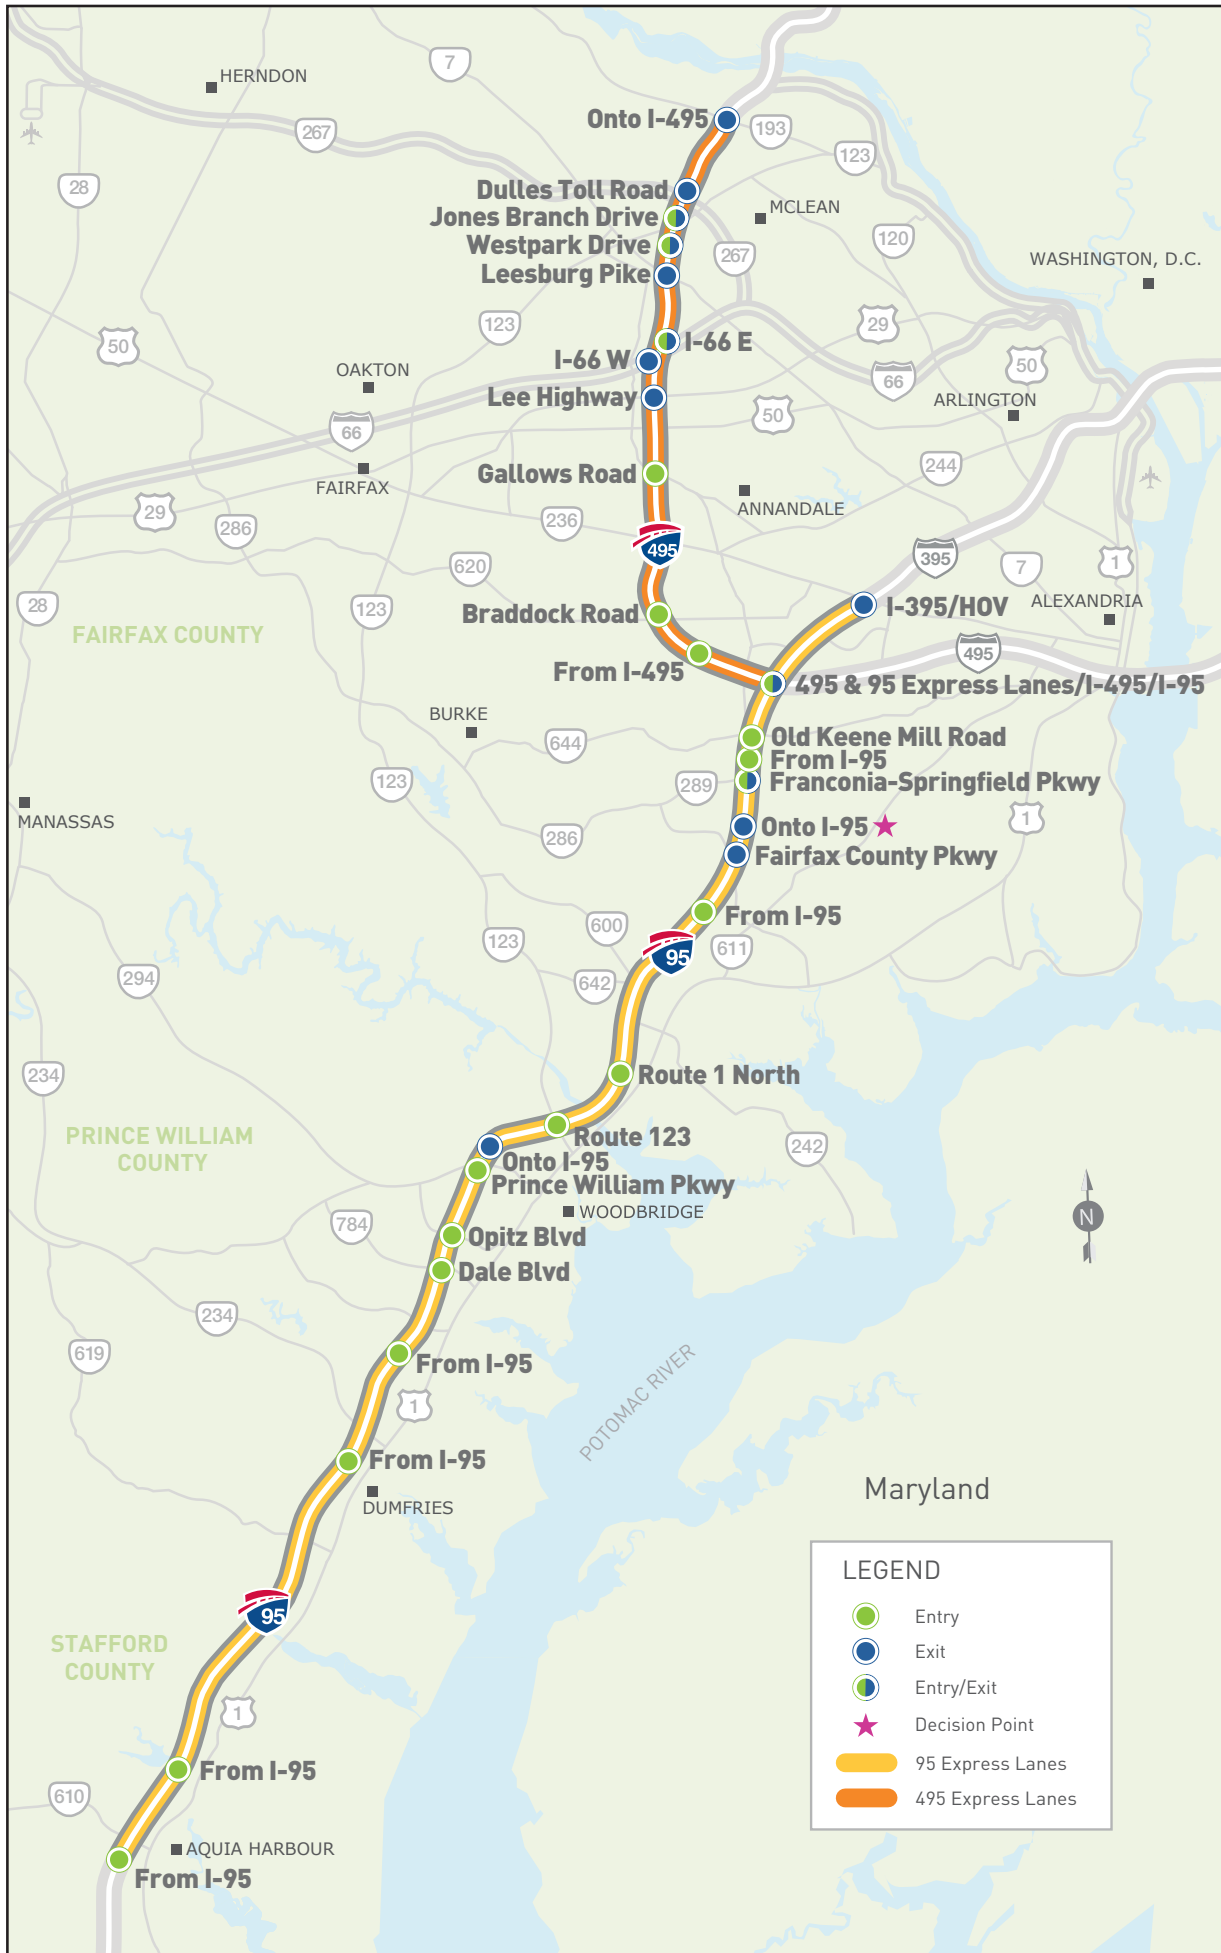 7
HERNDON
Onto I-495
193
267
123
28
Dulles Toll Road
MCLEAN
Jones Branch Drive
120
Westpark Drive
267
WASHINGTON, D.C.
Leesburg Pike
123
29
50
I-66 E
I-66 W
50
OAKTON
66
Lee Highway
ARLINGTON
50
66
244
Gallows Road
FAIRFAX
ANNANDALE
29
286
236
495
395
7
1
620
28
123
I-395/HOV
ALEXANDRIA
Braddock Road
FAIRFAX COUNTY
495
From I-495
495 & 95 Express Lanes/I-495/I-95
BURKE
644
Old Keene Mill Road
From I-95
123
289
Franconia-Springfield Pkwy
MANASSAS
1
Onto I-95
286
Fairfax County Pkwy
From I-95
600
123
611
95
294
642
234
Route 1 North
PRINCE WILLIAM
COUNTY
Route 123
242
Onto I-95
Prince William Pkwy
WOODBRIDGE
N
784
Opitz Blvd
Dale Blvd
234
619
From I-95
1
POTOMAC RIVER
From I-95
Maryland
DUMFRIES
LEGEND
95
Entry
STAFFORD
COUNTY
Exit
Entry/Exit
1
Decision Point
From I-95
95 Express Lanes
610
495 Express Lanes
AQUIA HARBOUR
From I-95